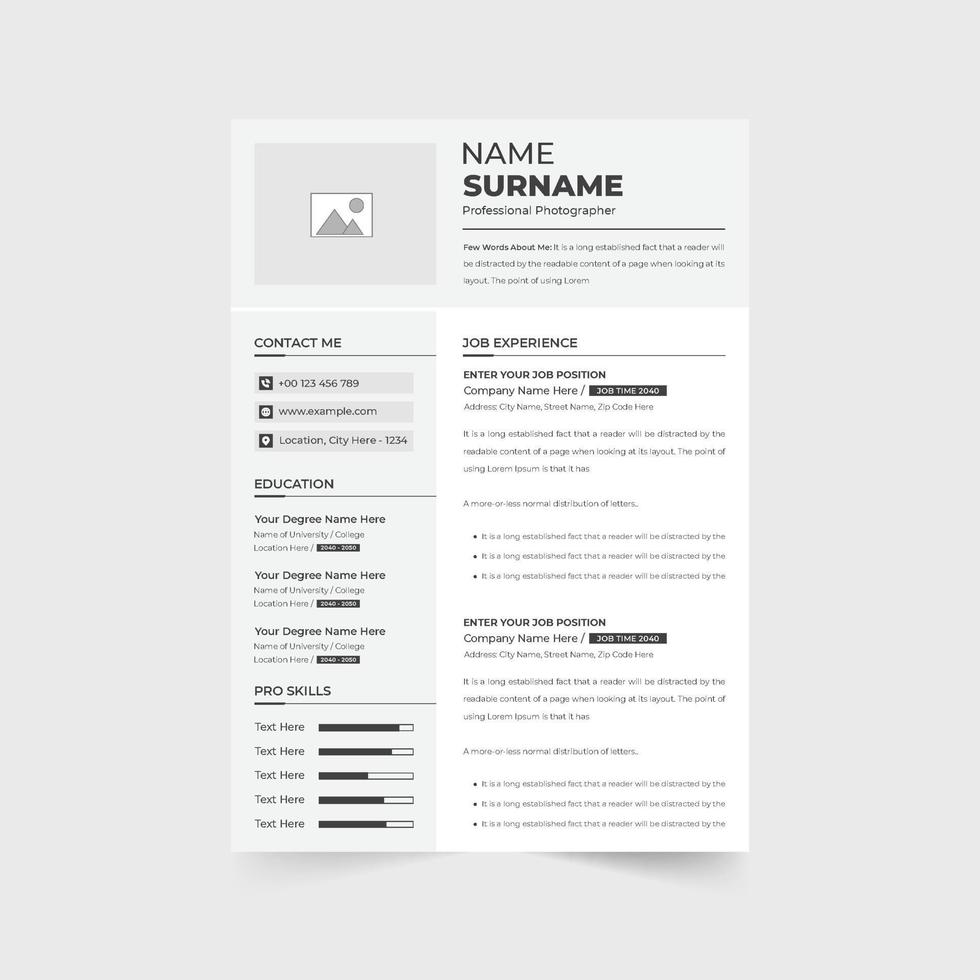 NAME
SURNAME
Professional Photographer
Few Words About Me: It is a long established fact that a reader will
be distracted by the readable content of a page when looking at its
layout. The point of using Lorem
CONTACT ME
+00 123 456 789
www.example.com
Location, City Here - 1234
EDUCATION
Your Degree Name Here
Name of University / College
Location Here / 2040 - 2050
Your Degree Name Here
Name of University / College
Location Here / 2040 - 2050
Your Degree Name Here
Name of University / College
Location Here / 2040 - 2050
PRO SKILLS
Text Here
Text Here
Text Here
Text Here
Text Here
JOB EXPERIENCE
ENTER YOUR JOB POSITION
Company Name Here / JOB TIME 2040
Address: City Name, Street Name, Zip Code Here
It is a long established fact that a reader will be distracted by the
readable content of a page when looking at its layout. The point of
using Lorem Ipsum is that it has
A more-or-less normal distribution of letters..
• It is a long established fact that a reader will be distracted by the
• It is a long established fact that a reader will be distracted by the
• It is a long established fact that a reader will be distracted by the
ENTER YOUR JOB POSITION
Company Name Here / JOB TIME 2040
Address: City Name, Street Name, Zip Code Here
It is a long established fact that a reader will be distracted by the
readable content of a page when looking at its layout. The point of
using Lorem Ipsum is that it has
A more-or-less normal distribution of letters..
• It is a long established fact that a reader will be distracted by the
• It is a long established fact that a reader will be distracted by the
• It is a long established fact that a reader will be distracted by the